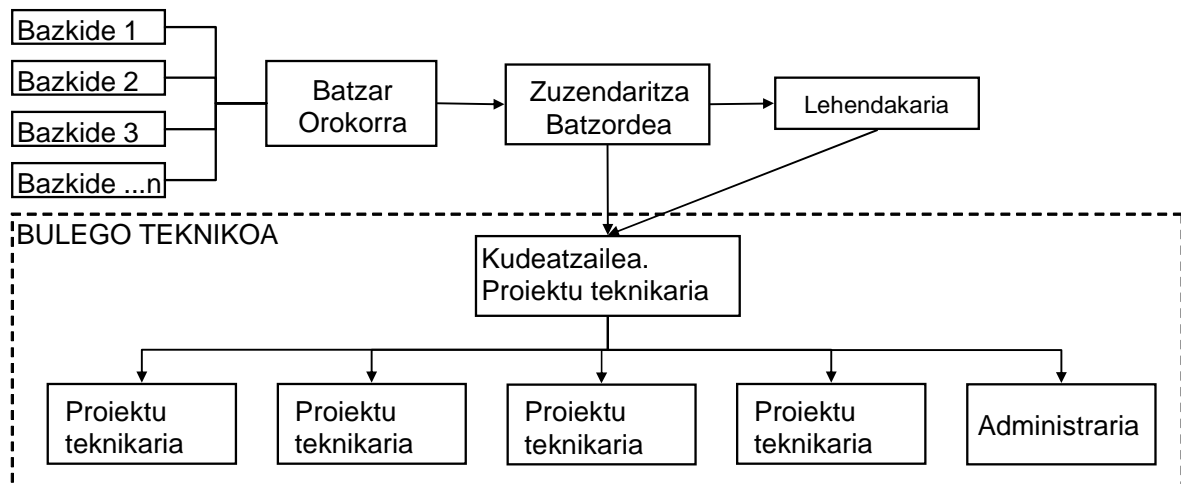 Bazkide 1
Bazkide 2
Bazkide 3
Bazkide ...n
Batzar
Orokorra
Zuzendaritza
Batzordea
Lehendakaria
BULEGO TEKNIKOA
Kudeatzailea.
Proiektu teknikaria
Proiektu
teknikaria
Proiektu
teknikaria
Proiektu
teknikaria
Proiektu
teknikaria
Administraria